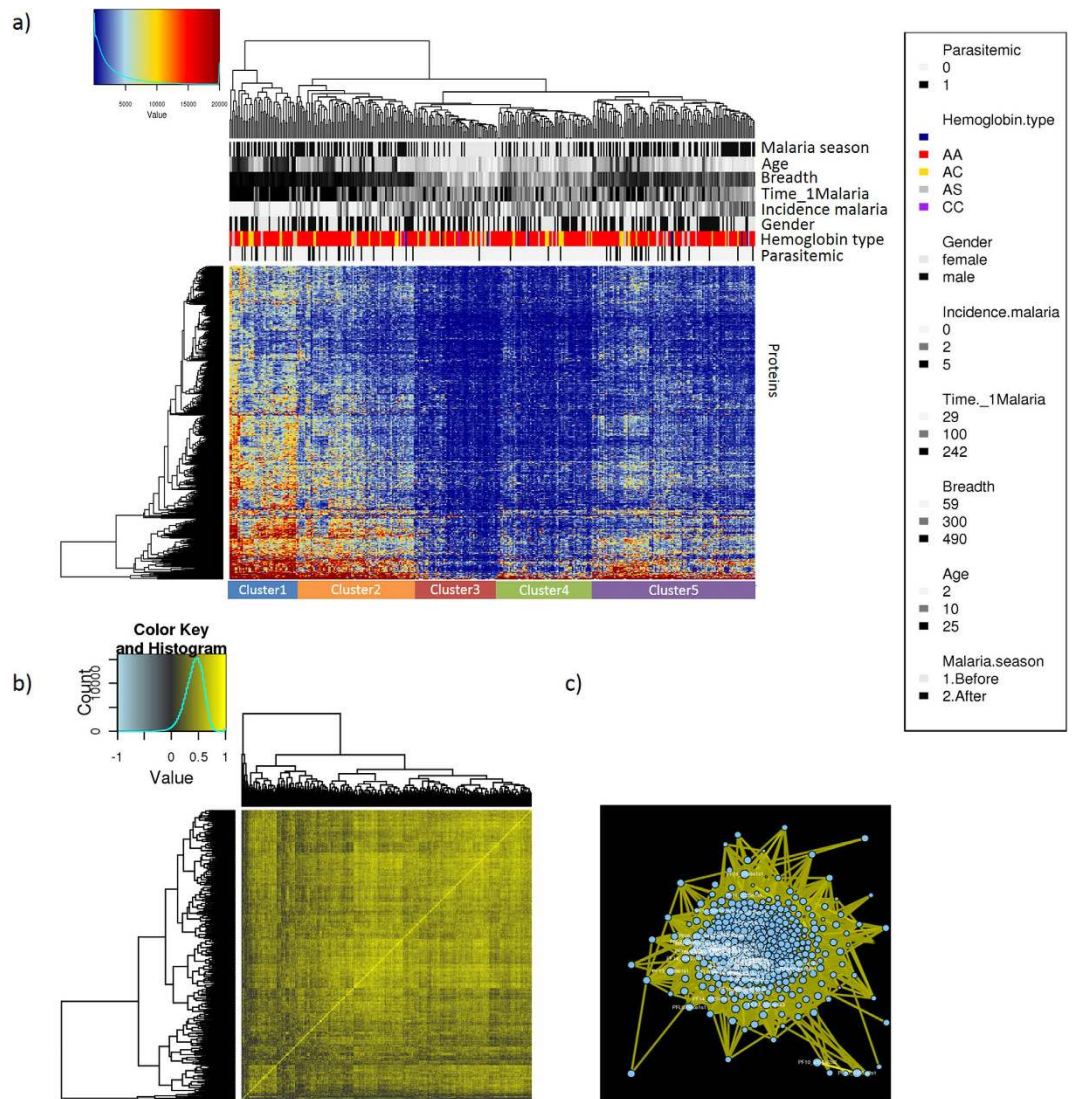 a)
5000 10000 15000 20000
Value
Malaria season
Age
Breadth
Time_1Malaria
Incidence malaria
Gender
Hemoglobin type
Parasitemic
Proteins
Cluster1 Cluster2 Cluster3 Cluster4 Cluster5
Parasitemic
0
1
Hemoglobin.type
AA
AC
AS
CC
Gender
female
male
Incidence.malaria
0
2
5
Time._1Malaria
29
100
242
Breadth
59
300
490
Age
2
10
25
Malaria.season
1.Before
2.After
b)
Color Key
and Histogram
Count
0 10000
-1 0 0.5 1
Value
c)